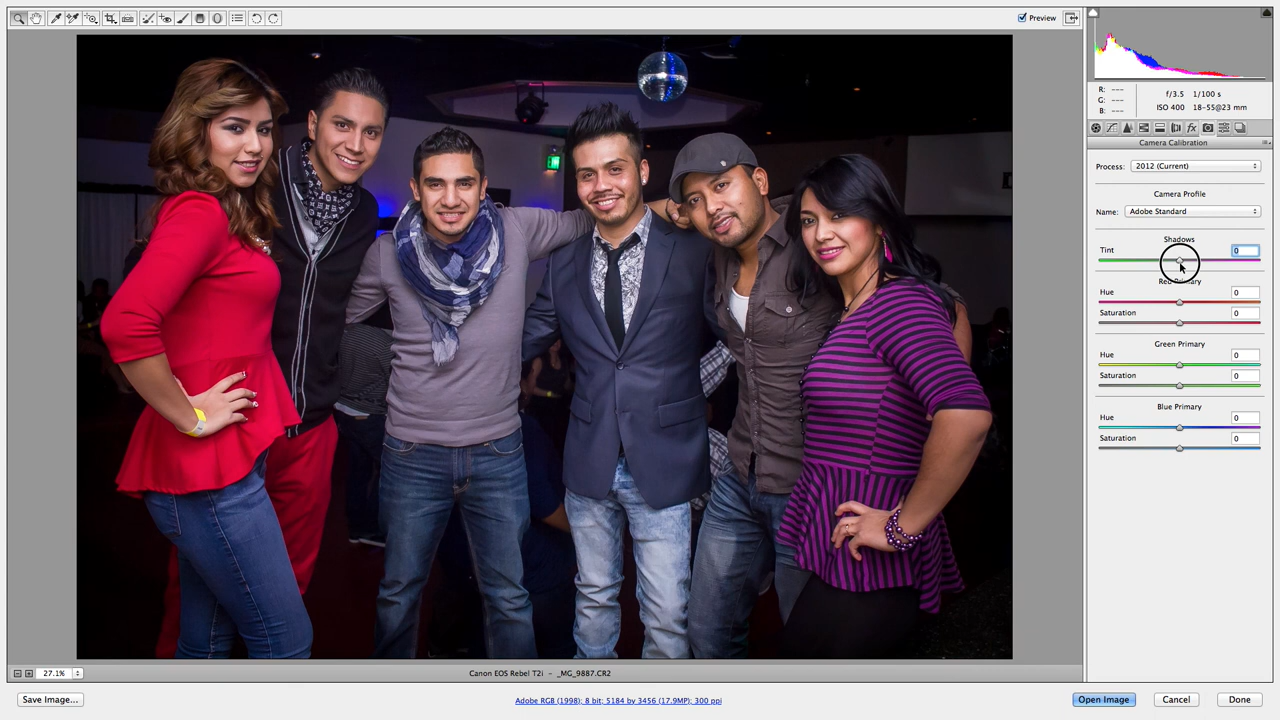 Preview
R: ---
G: ---
B: ---
f/3.5 1/100 s
ISO 400 18-55@23 mm
fx
Camera Calibration
Process: 2012 (Current)
Camera Profile
Name: Adobe Standard
Shadows
Tint 0
Red Primary
Hue 0
Saturation 0
Green Primary
Hue 0
Saturation 0
Blue Primary
Hue 0
Saturation 0
27.1%
Canon EOS Rebel T2i - _MG_9887.CR2
Save Image...
Adobe RGB (1998); 8 bit; 5184 by 3456 (17.9MP); 300 ppi
Open Image
Cancel
Done